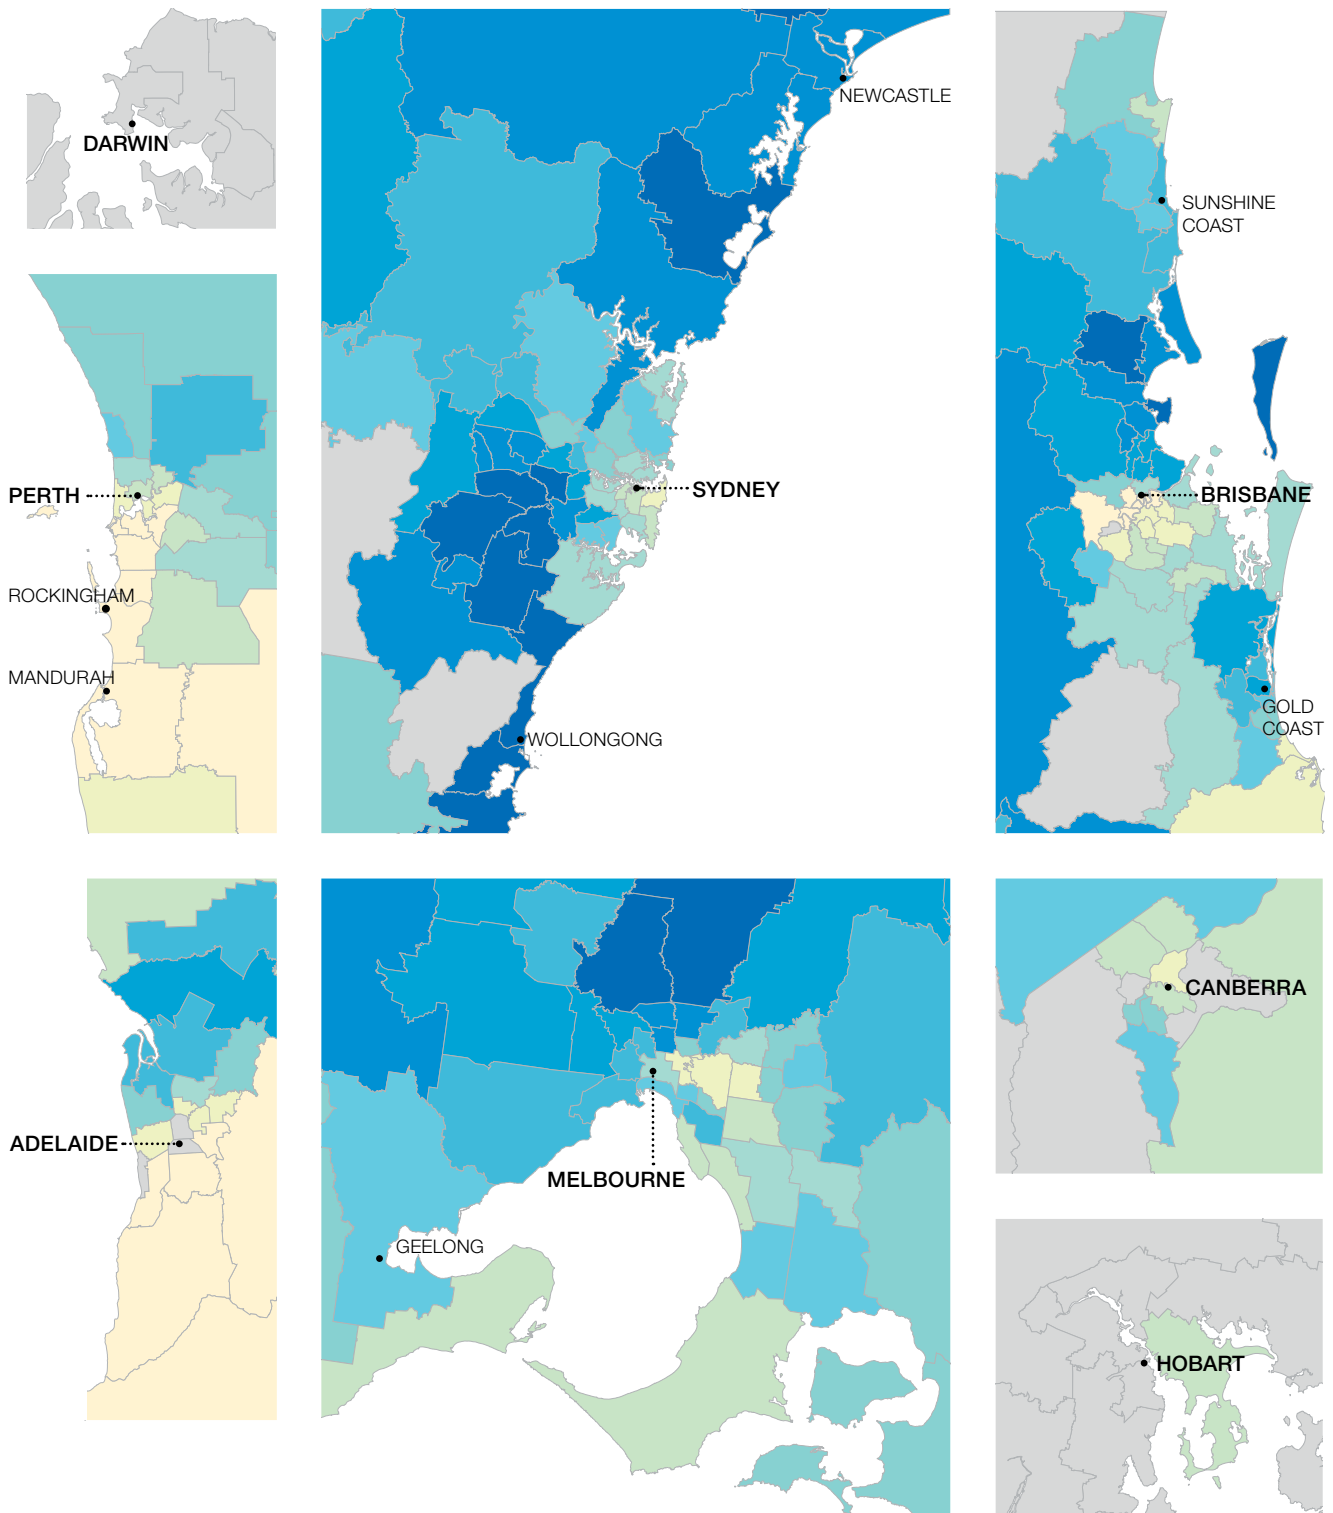 DARWIN
NEWCASTLE
SYDNEY
WOLLONGONG
SUNSHINE
COAST
BRISBANE
GOLD
COAST
PERTH
ROCKINGHAM
MANDURAH
ADELAIDE
MELBOURNE
GEELONG
CANBERRA
HOBART